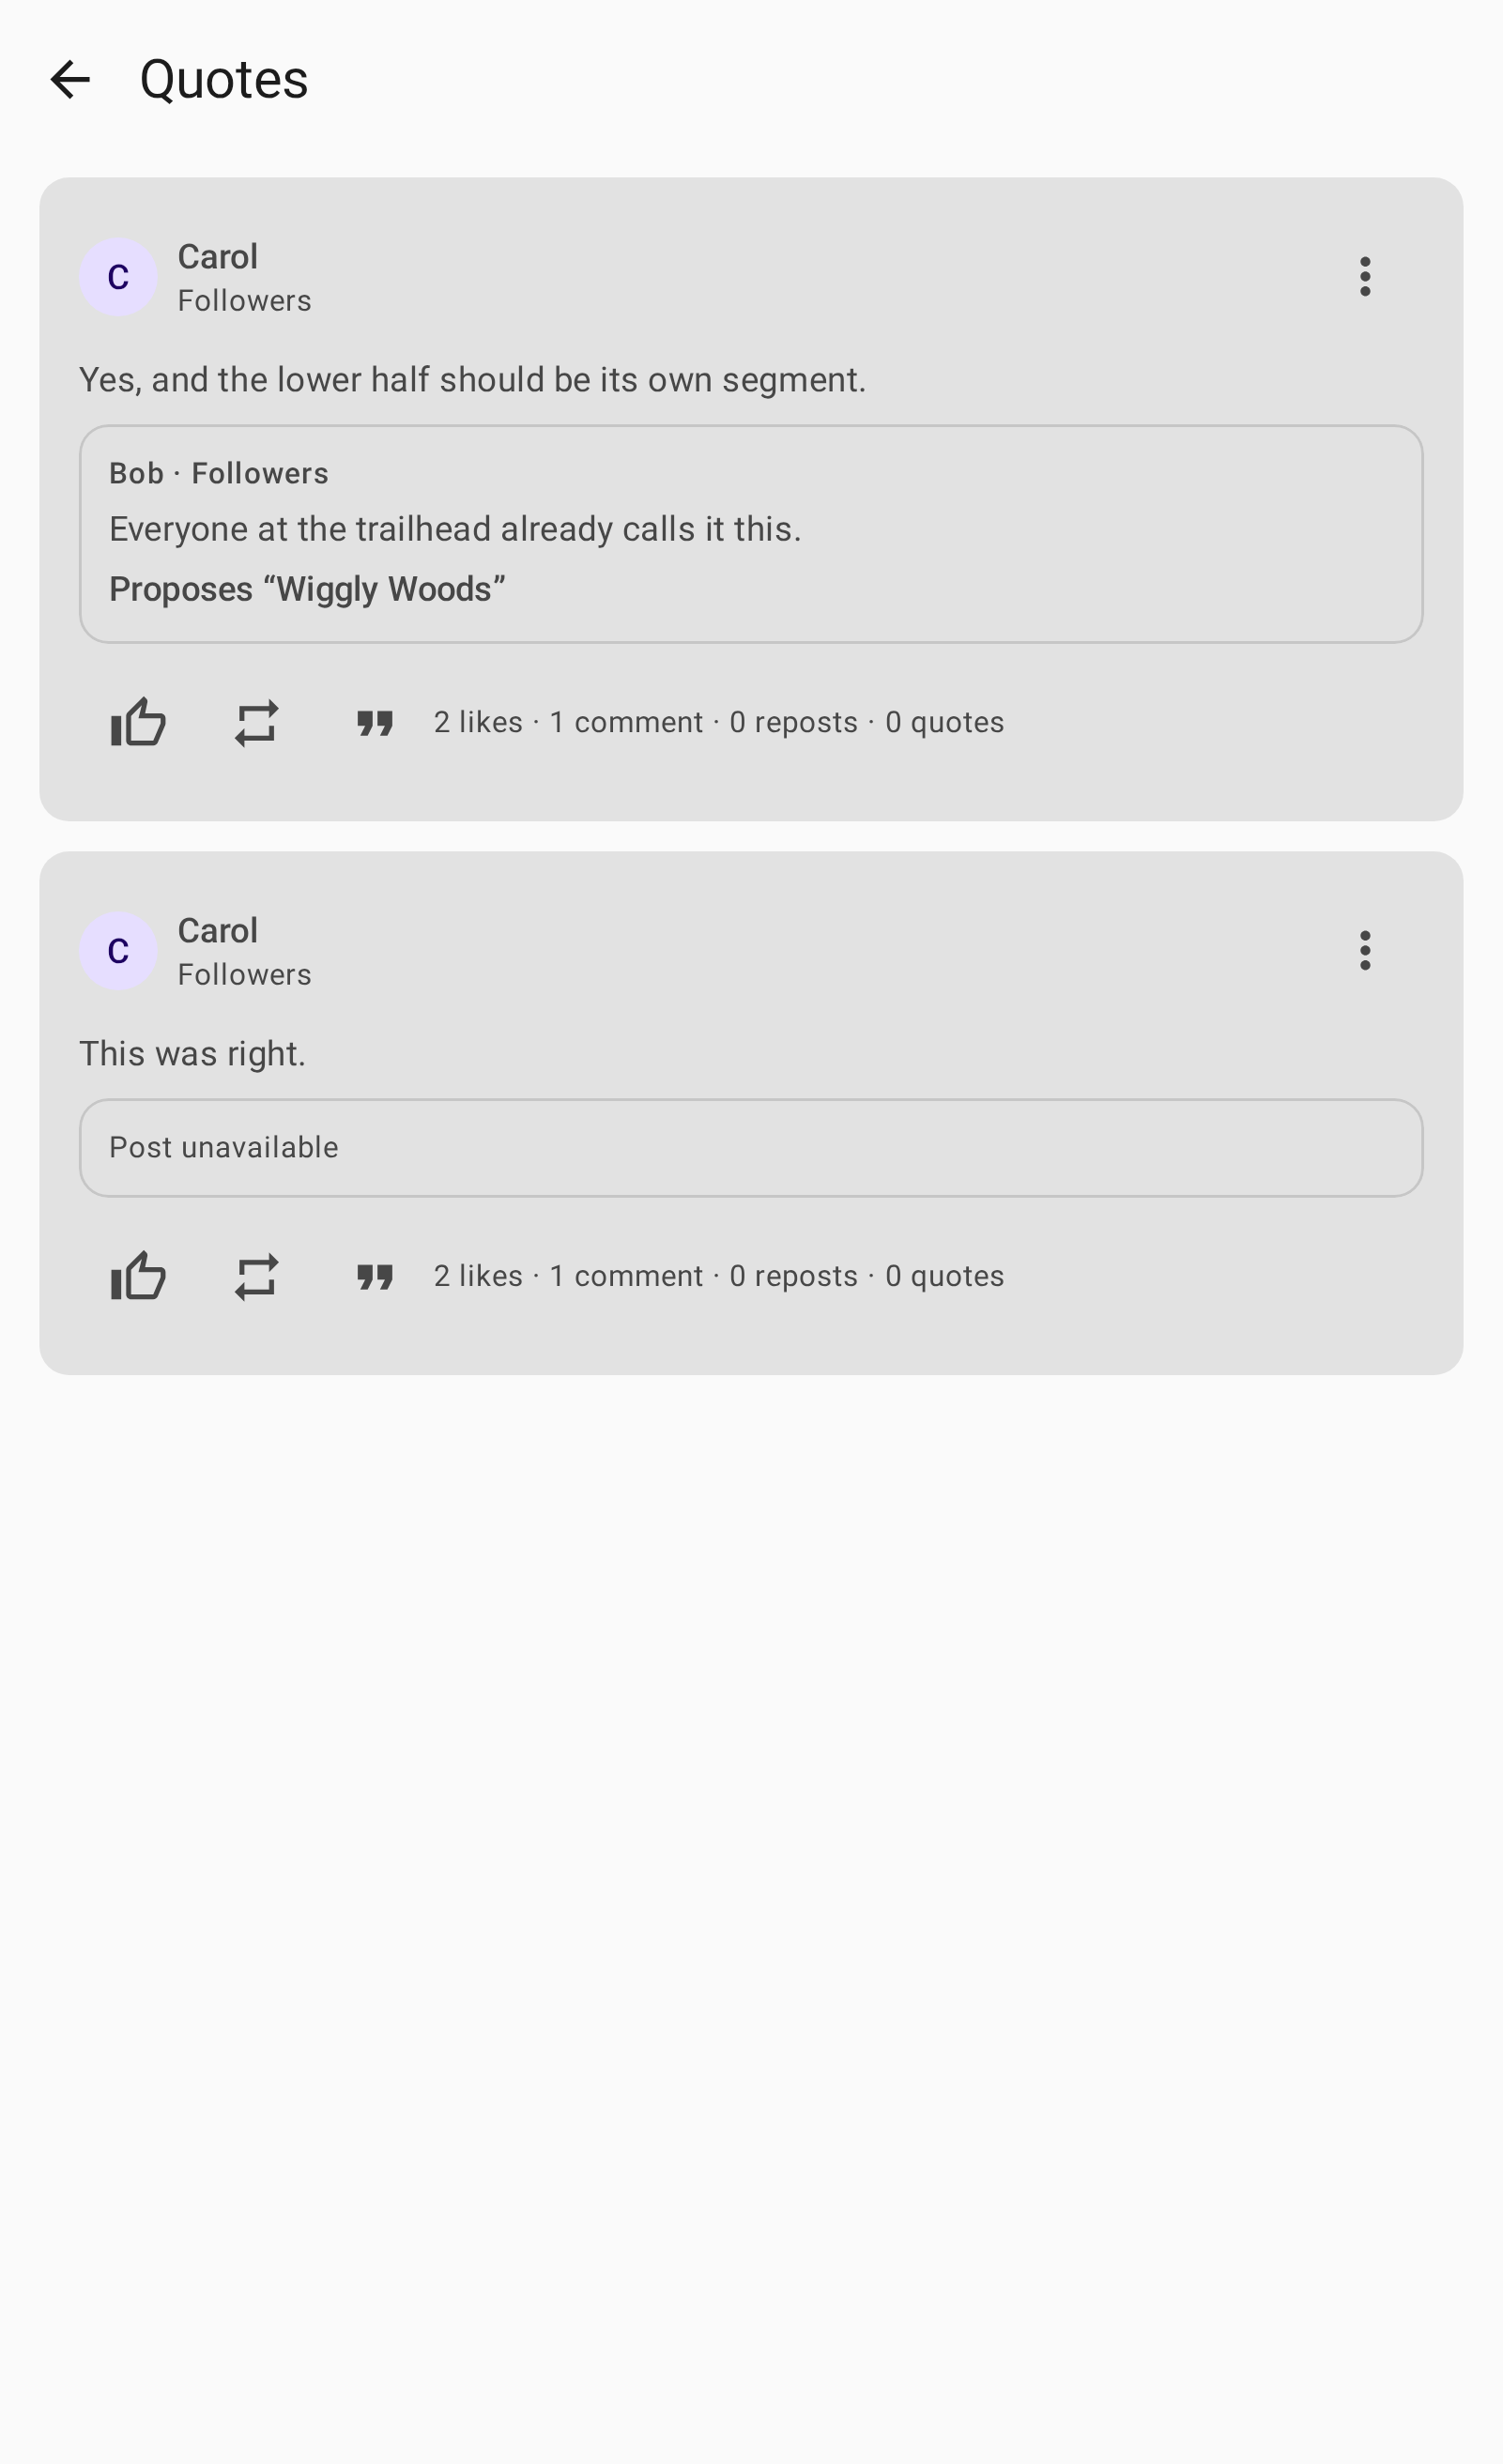 Quotes
C
Carol
Followers
Yes, and the lower half should be its own segment.
Bob · Followers
Everyone at the trailhead already calls it this.
Proposes “Wiggly Woods”
2 likes · 1 comment · 0 reposts · 0 quotes
C
Carol
Followers
This was right.
Post unavailable
2 likes · 1 comment · 0 reposts · 0 quotes